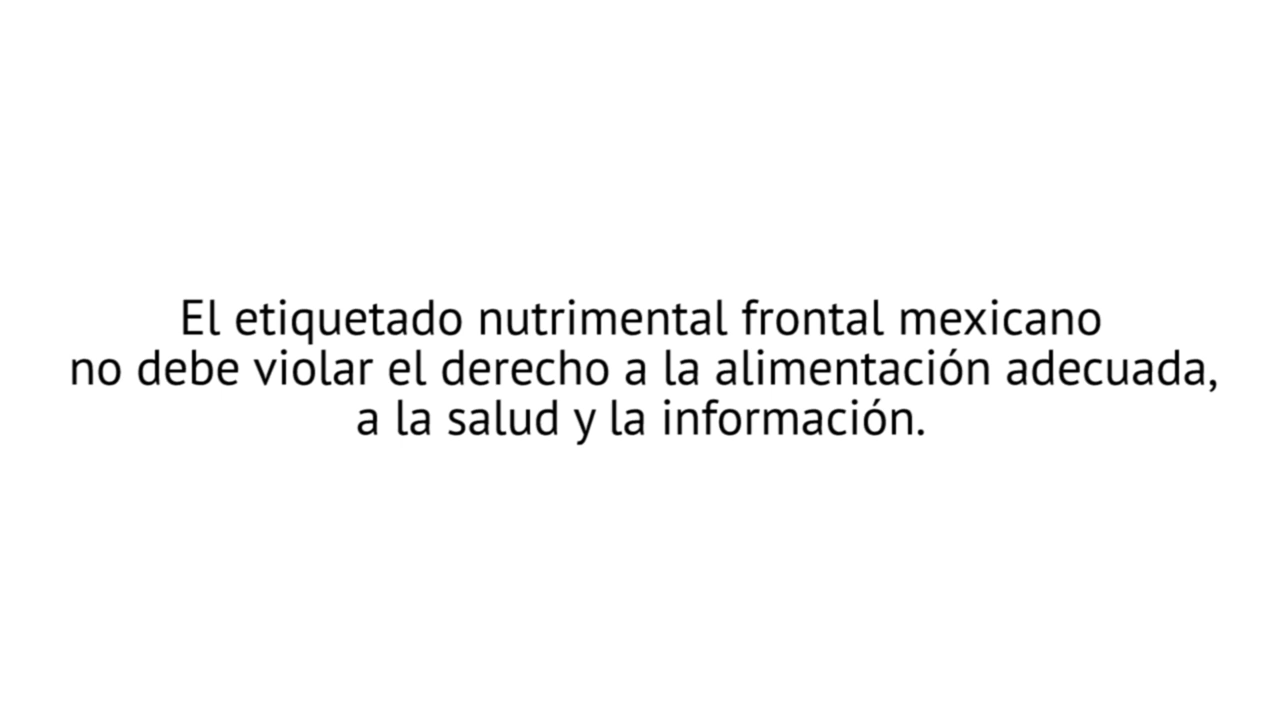 El etiquetado nutrimental frontal mexicano
no debe violar el derecho a la alimentación adecuada,
a la salud y la información.